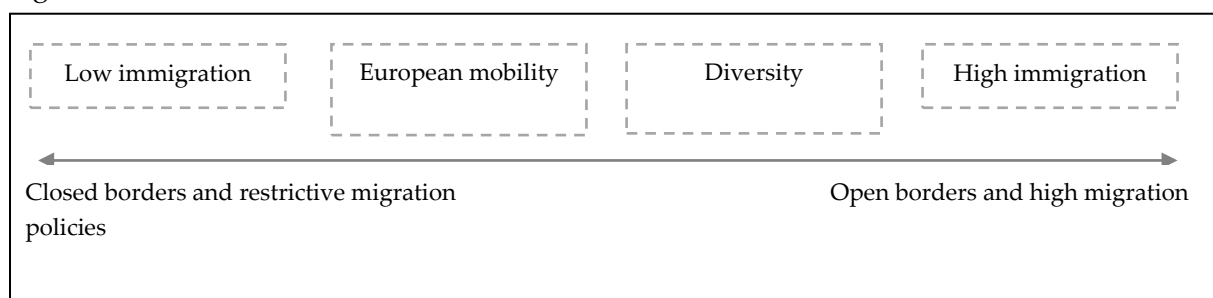 Low immigration
European mobility
Diversity
High immigration
Closed borders and restrictive migration
policies
Open borders and high migration